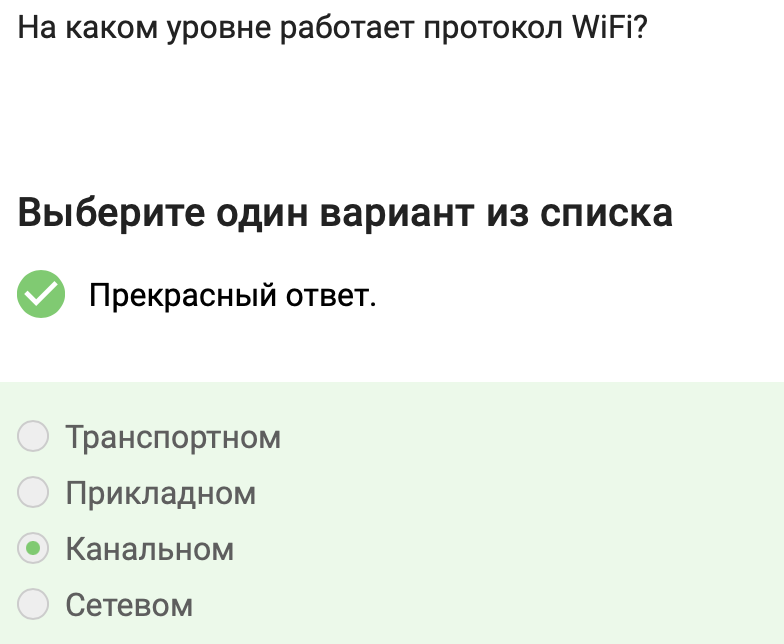 На каком уровне работает протокол WiFi?
Выберите один вариант из списка
Прекрасный ответ.
Транспортном
Прикладном
Канальном
Сетевом